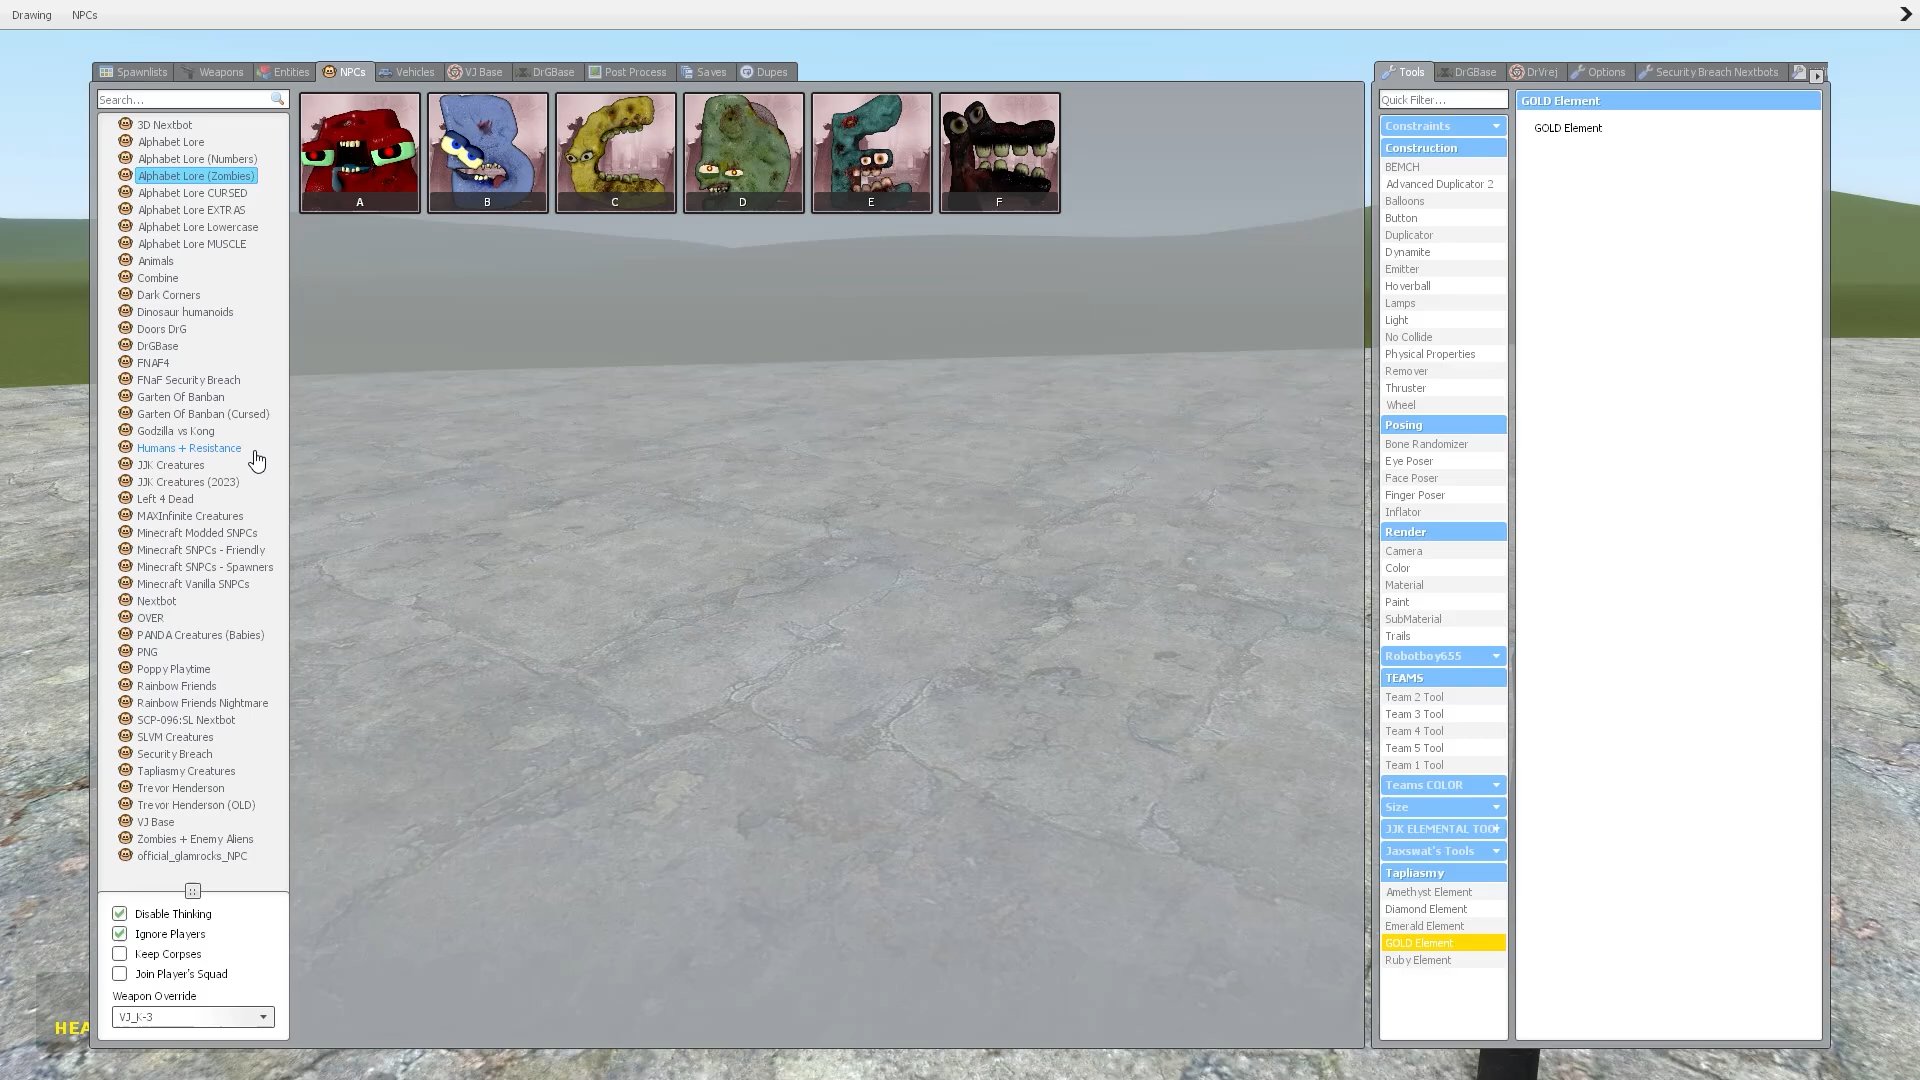 Drawing NPCs
Spawnlists Weapons Entities NPCs Vehicles VJ Base DrGBase Post Process Saves Dupes
Search...
3D Nextbot
Alphabet Lore
Alphabet Lore (Numbers)
Alphabet Lore (Zombies)
Alphabet Lore CURSED
Alphabet Lore EXTRAS
Alphabet Lore Lowercase
Alphabet Lore MUSCLE
Animals
Combine
Dark Corners
Dinosaur humanoids
Doors DrG
DrGBase
FNAF4
FNaF Security Breach
Garten Of Banban
Garten Of Banban (Cursed)
Godzilla vs Kong
Humans + Resistance
JJK Creatures
JJK Creatures (2023)
Left 4 Dead
MAXInfinite Creatures
Minecraft Modded SNPCs
Minecraft SNPCs - Friendly
Minecraft SNPCs - Spawners
Minecraft Vanilla SNPCs
Nextbot
OVER
PANDA Creatures (Babies)
PNG
Poppy Playtime
Rainbow Friends
Rainbow Friends Nightmare
SCP-096:SL Nextbot
SLVM Creatures
Security Breach
Tapliasmy Creatures
Trevor Henderson
Trevor Henderson (OLD)
VJ Base
Zombies + Enemy Aliens
official_glamrocks_NPC
Disable Thinking
Ignore Players
Keep Corpses
Join Player's Squad
Weapon Override
VJ_K-3
HEA
A B C D E F
Tools DrGBase DrVrej Options Security Breach Nextbots
Quick Filter...
Constraints
Construction
BEMCH
Advanced Duplicator 2
Balloons
Button
Duplicator
Dynamite
Emitter
Hoverball
Lamps
Light
No Collide
Physical Properties
Remover
Thruster
Wheel
Posing
Bone Randomizer
Eye Poser
Face Poser
Finger Poser
Inflator
Render
Camera
Color
Material
Paint
SubMaterial
Trails
Robotboy655
TEAMS
Team 2 Tool
Team 3 Tool
Team 4 Tool
Team 5 Tool
Team 1 Tool
Teams COLOR
Size
JJK ELEMENTAL TOO
Jaxswat's Tools
Tapliasmy
Amethyst Element
Diamond Element
Emerald Element
GOLD Element
Ruby Element
GOLD Element
GOLD Element